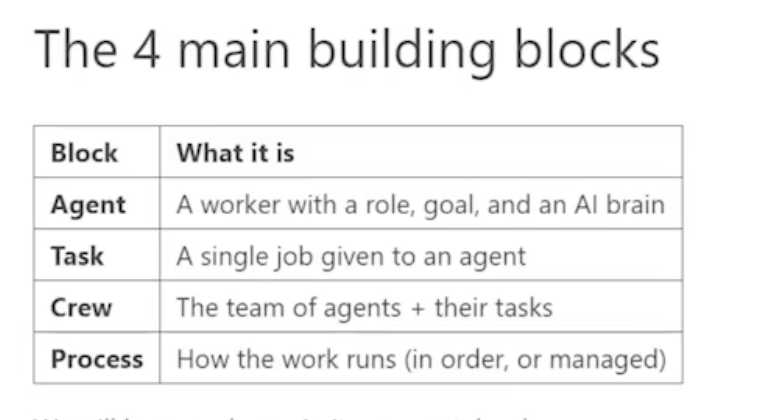 The 4 main building blocks
Block What it is
Agent A worker with a role, goal, and an AI brain
Task A single job given to an agent
Crew The team of agents + their tasks
Process How the work runs (in order, or managed)